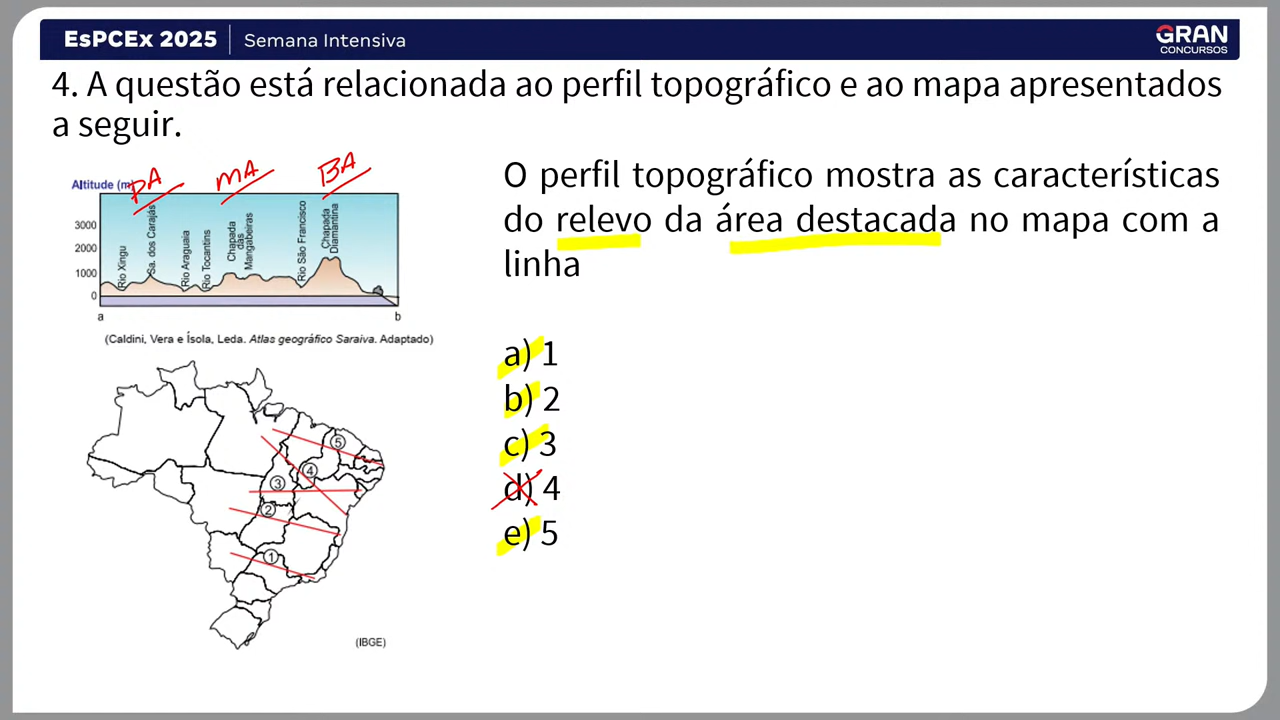 EsPCEx 2025 | Semana Intensiva
GRAN
CONCURSOS
4. A questão está relacionada ao perfil topográfico e ao mapa apresentados
a seguir.
PA
MA
BA
Altitude (m)
3000
2000
1000
0
Rio Xingu
Sa. dos Carajás
Rio Araguaia
Rio Tocantins
Chapada
das
Mangabeiras
Rio São Francisco
Chapada
Diamantina
a
b
(Caldini, Vera e Ísola, Leda. Atlas geográfico Saraiva. Adaptado)
5
4
3
2
1
(IBGE)
O perfil topográfico mostra as características
do relevo da área destacada no mapa com a
linha
a) 1
b) 2
c) 3
d) 4
e) 5